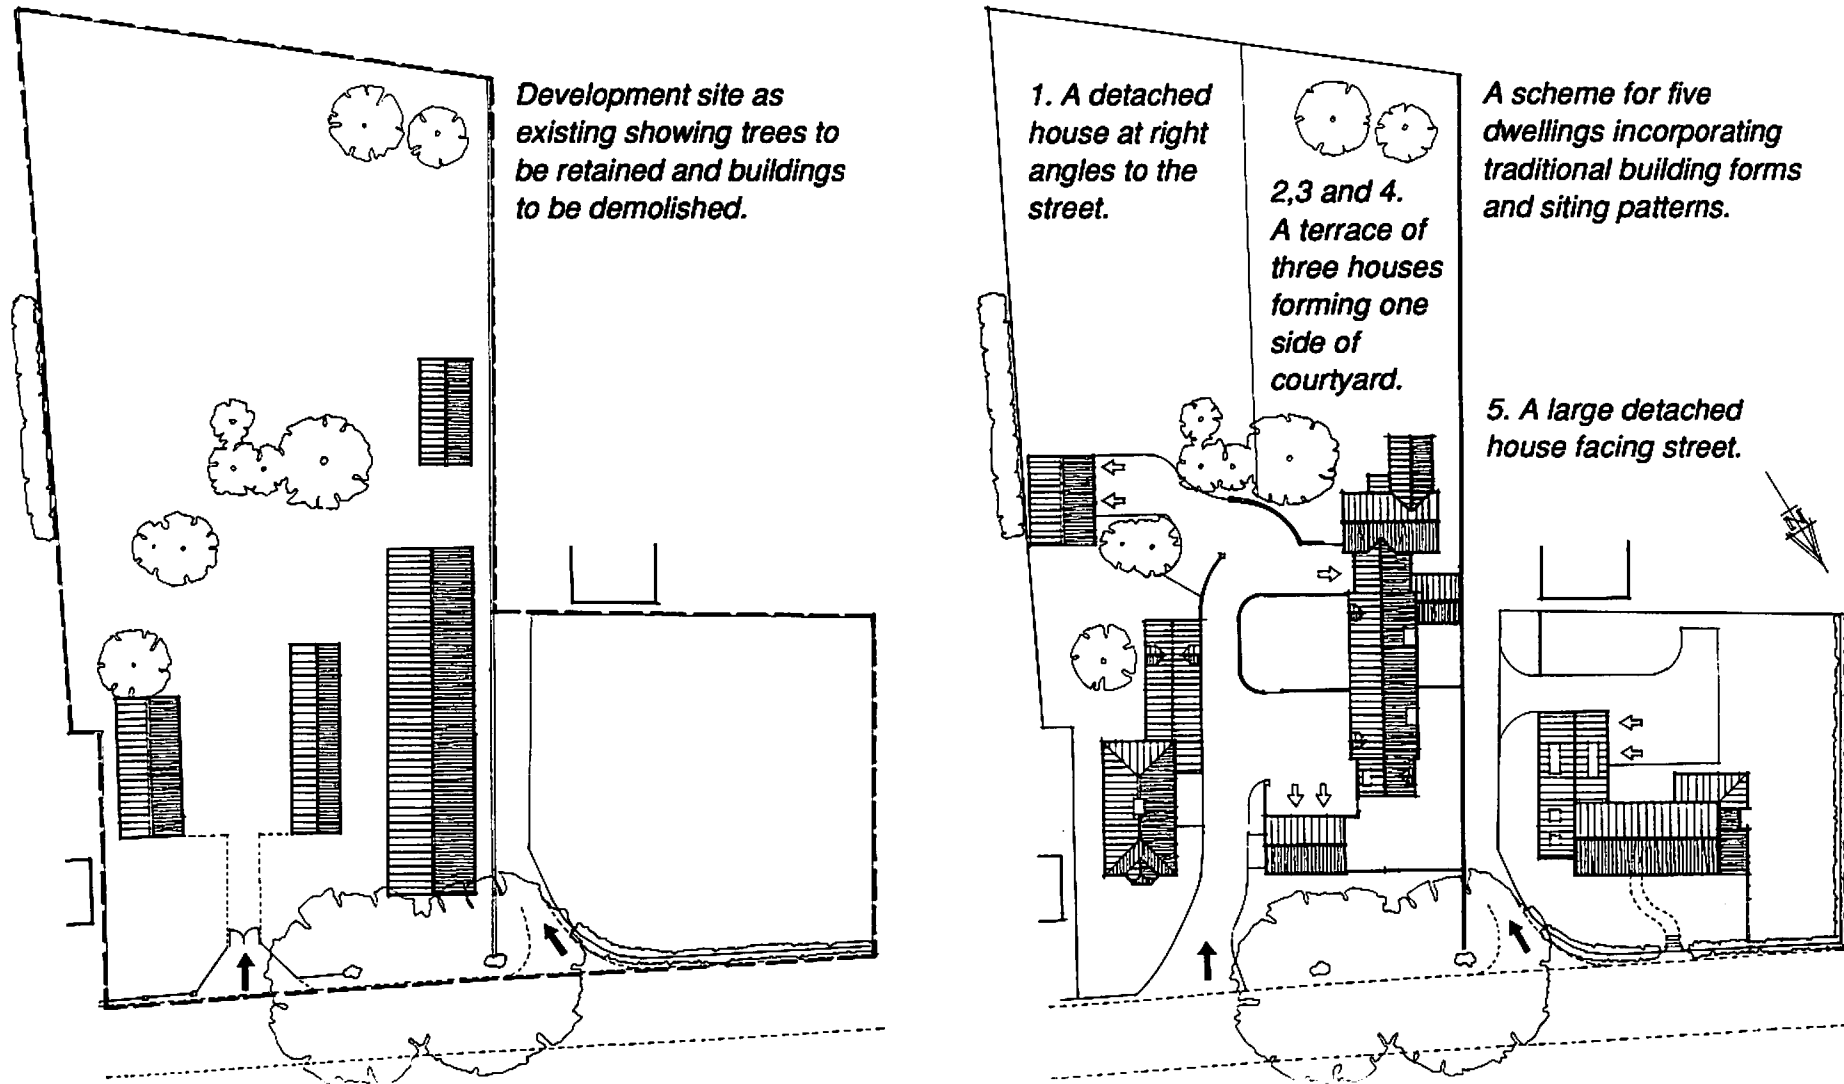 Development site as
existing showing trees to
be retained and buildings
to be demolished.
1. A detached
house at right
angles to the
street.
2,3 and 4.
A terrace of
three houses
forming one
side of
courtyard.
A scheme for five
dwellings incorporating
traditional building forms
and siting patterns.
5. A large detached
house facing street.
N